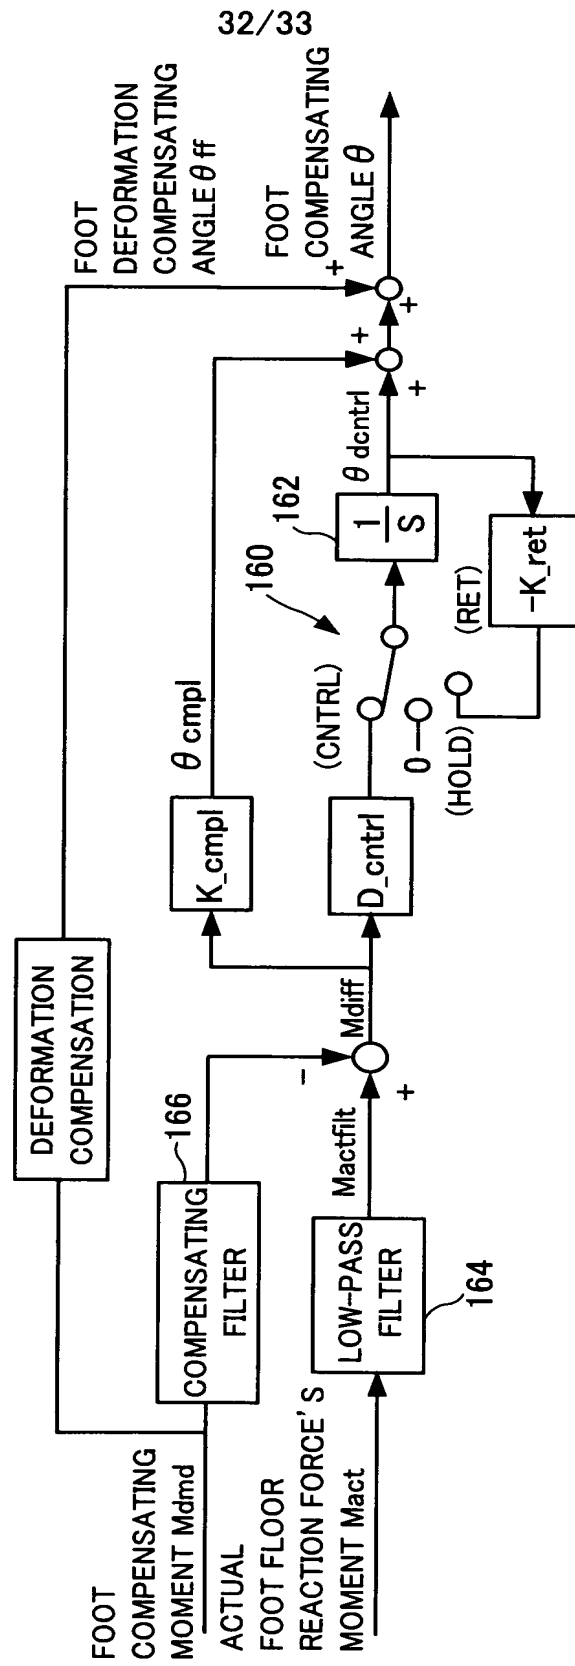 32/33
FOOT
DEFORMATION
COMPENSATING
ANGLE θ ff
FOOT
COMPENSATING
ANGLE θ
+
+
+
+
DEFORMATION
COMPENSATION
θ cmpl
K_cmpl
θ dcntrl
162
1
S
160
(CNTRL)
0
(HOLD)
(RET)
-K_ret
D_cntrl
Mdiff
-
+
166
COMPENSATING
FILTER
Mactfilt
LOW-PASS
FILTER
164
FOOT
COMPENSATING
MOMENT Mdmd
ACTUAL
FOOT FLOOR
REACTION FORCE'S
MOMENT Mact